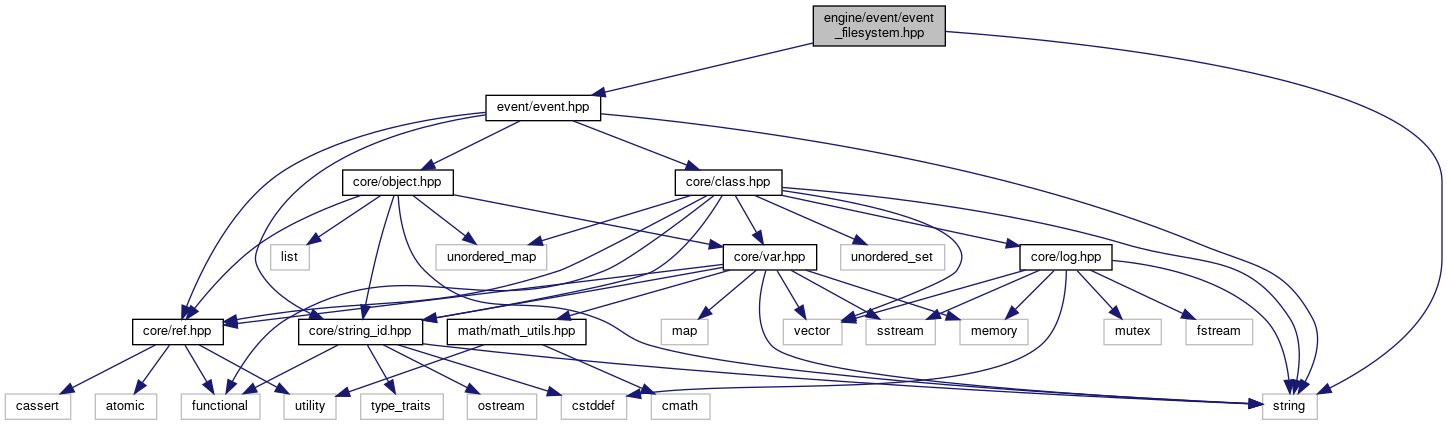 engine/event/event
_filesystem.hpp
event/event.hpp
core/object.hpp
core/class.hpp
list
unordered_map
core/var.hpp
unordered_set
core/log.hpp
core/ref.hpp
core/string_id.hpp
math/math_utils.hpp
map
vector
sstream
memory
mutex
fstream
cassert
atomic
functional
utility
type_traits
ostream
cstddef
cmath
string